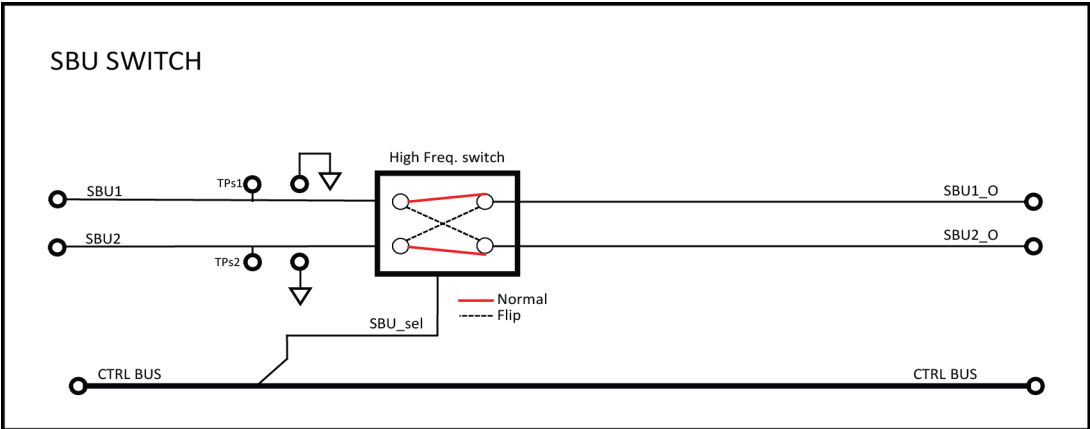 SBU SWITCH
High Freq. switch
TPs1
SBU1
SBU1_O
SBU2
SBU2_O
TPs2
Normal
Flip
SBU_sel
CTRL BUS
CTRL BUS